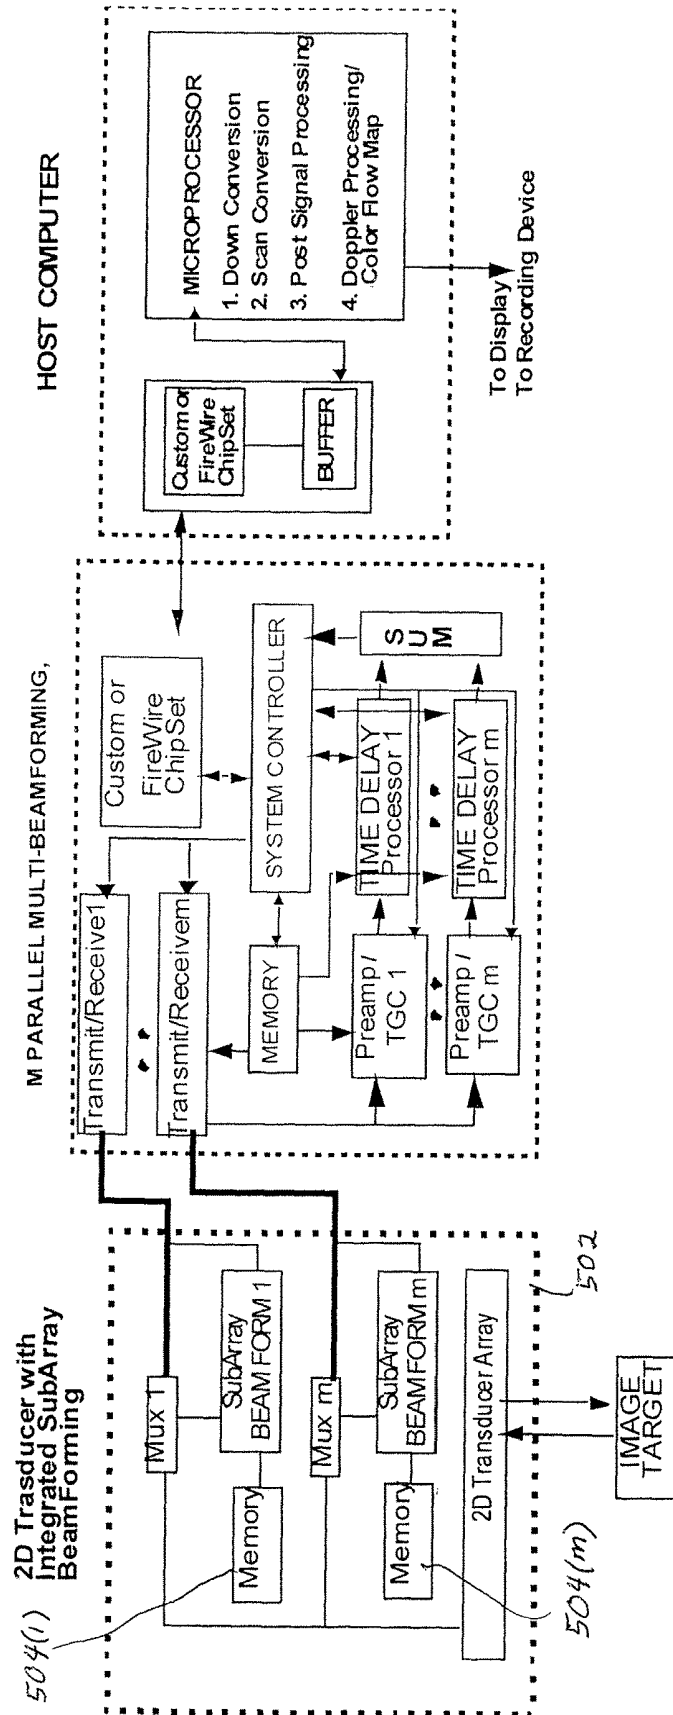 2D Trasducer with
Integrated SubArray
BeamForming
504(1)
Mux 1
SubArray
BEAMFORM 1
Memory
Mux m
SubArray
BEAMFORM m
Memory
504(m)
2D Transducer Array
502
IMAGE
TARGET
M PARALLEL MULTI-BEAMFORMING,
Transmit/Receive1
Transmit/Receivem
Custom or
FireWire
ChipSet
MEMORY
SYSTEM CONTROLLER
Preamp /
TGC 1
TIME DELAY
Processor 1
SUM
Preamp /
TGC m
TIME DELAY
Processor m
HOST COMPUTER
Custom or
FireWire
ChipSet
BUFFER
MICROPROCESSOR
1. Down Conversion
2. Scan Conversion
3. Post Signal Processing
4. Doppler Processing/
Color Flow Map
To Display
To Recording Device